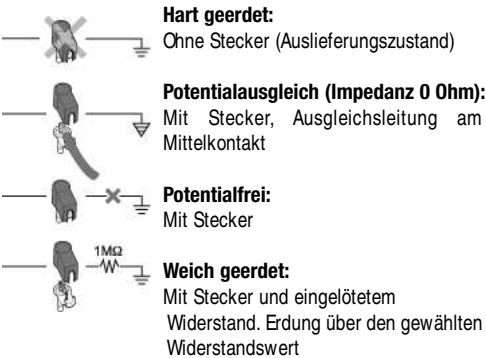 Hart geerdet:
Ohne Stecker (Auslieferungszustand)
Potentialausgleich (Impedanz 0 Ohm):
Mit Stecker, Ausgleichsleitung am
Mittelkontakt
Potentialfrei:
Mit Stecker
1MΩ
Weich geerdet:
Mit Stecker und eingelötetem
Widerstand. Erdung über den gewählten
Widerstandswert